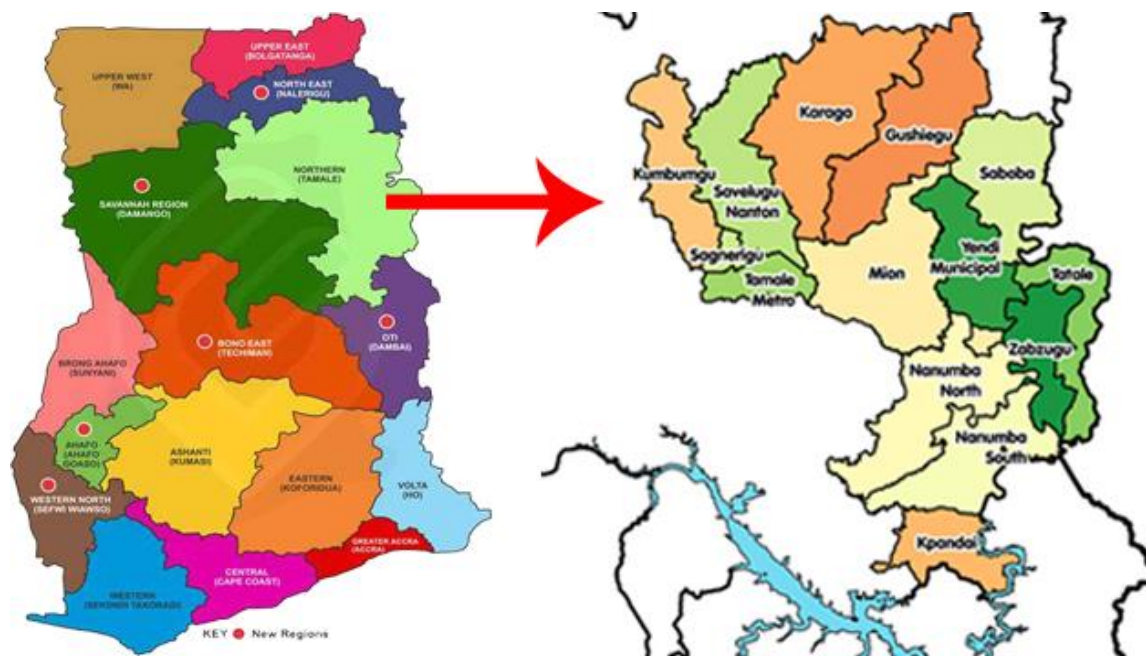 UPPER EAST
(BOLGATANGA)
UPPER WEST
(WA)
NORTH EAST
(NALERIGU)
NORTHERN
(TAMALE)
SAVANNAH REGION
(DAMANGO)
OTI
(DAMBAI)
BONO EAST
(TECHIMAN)
BRONG AHAFO
(SUNYANI)
AHAFO
(AHAFO
GOASO)
ASHANTI
(KUMASI)
EASTERN
(KOFORIDUA)
VOLTA
(HO)
WESTERN NORTH
(SEFWI WIAWSO)
GREATER ACCRA
(ACCRA)
CENTRAL
(CAPE COAST)
WESTERN
(SEKONDI TAKORADI)
KEY New Regions
Karaga
Gushiegu
Kumbumgu
Savelugu
Nanton
Saboba
Sagnerigu
Tamale
Metro
Mion
Yendi
Municipal
Tatale
Zabzugu
Nanumba
North
Nanumba
South
Kpandai